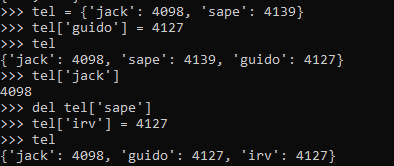 >>> tel = {'jack': 4098, 'sape': 4139}
>>> tel['guido'] = 4127
>>> tel
{'jack': 4098, 'sape': 4139, 'guido': 4127}
>>> tel['jack']
4098
>>> del tel['sape']
>>> tel['irv'] = 4127
>>> tel
{'jack': 4098, 'guido': 4127, 'irv': 4127}